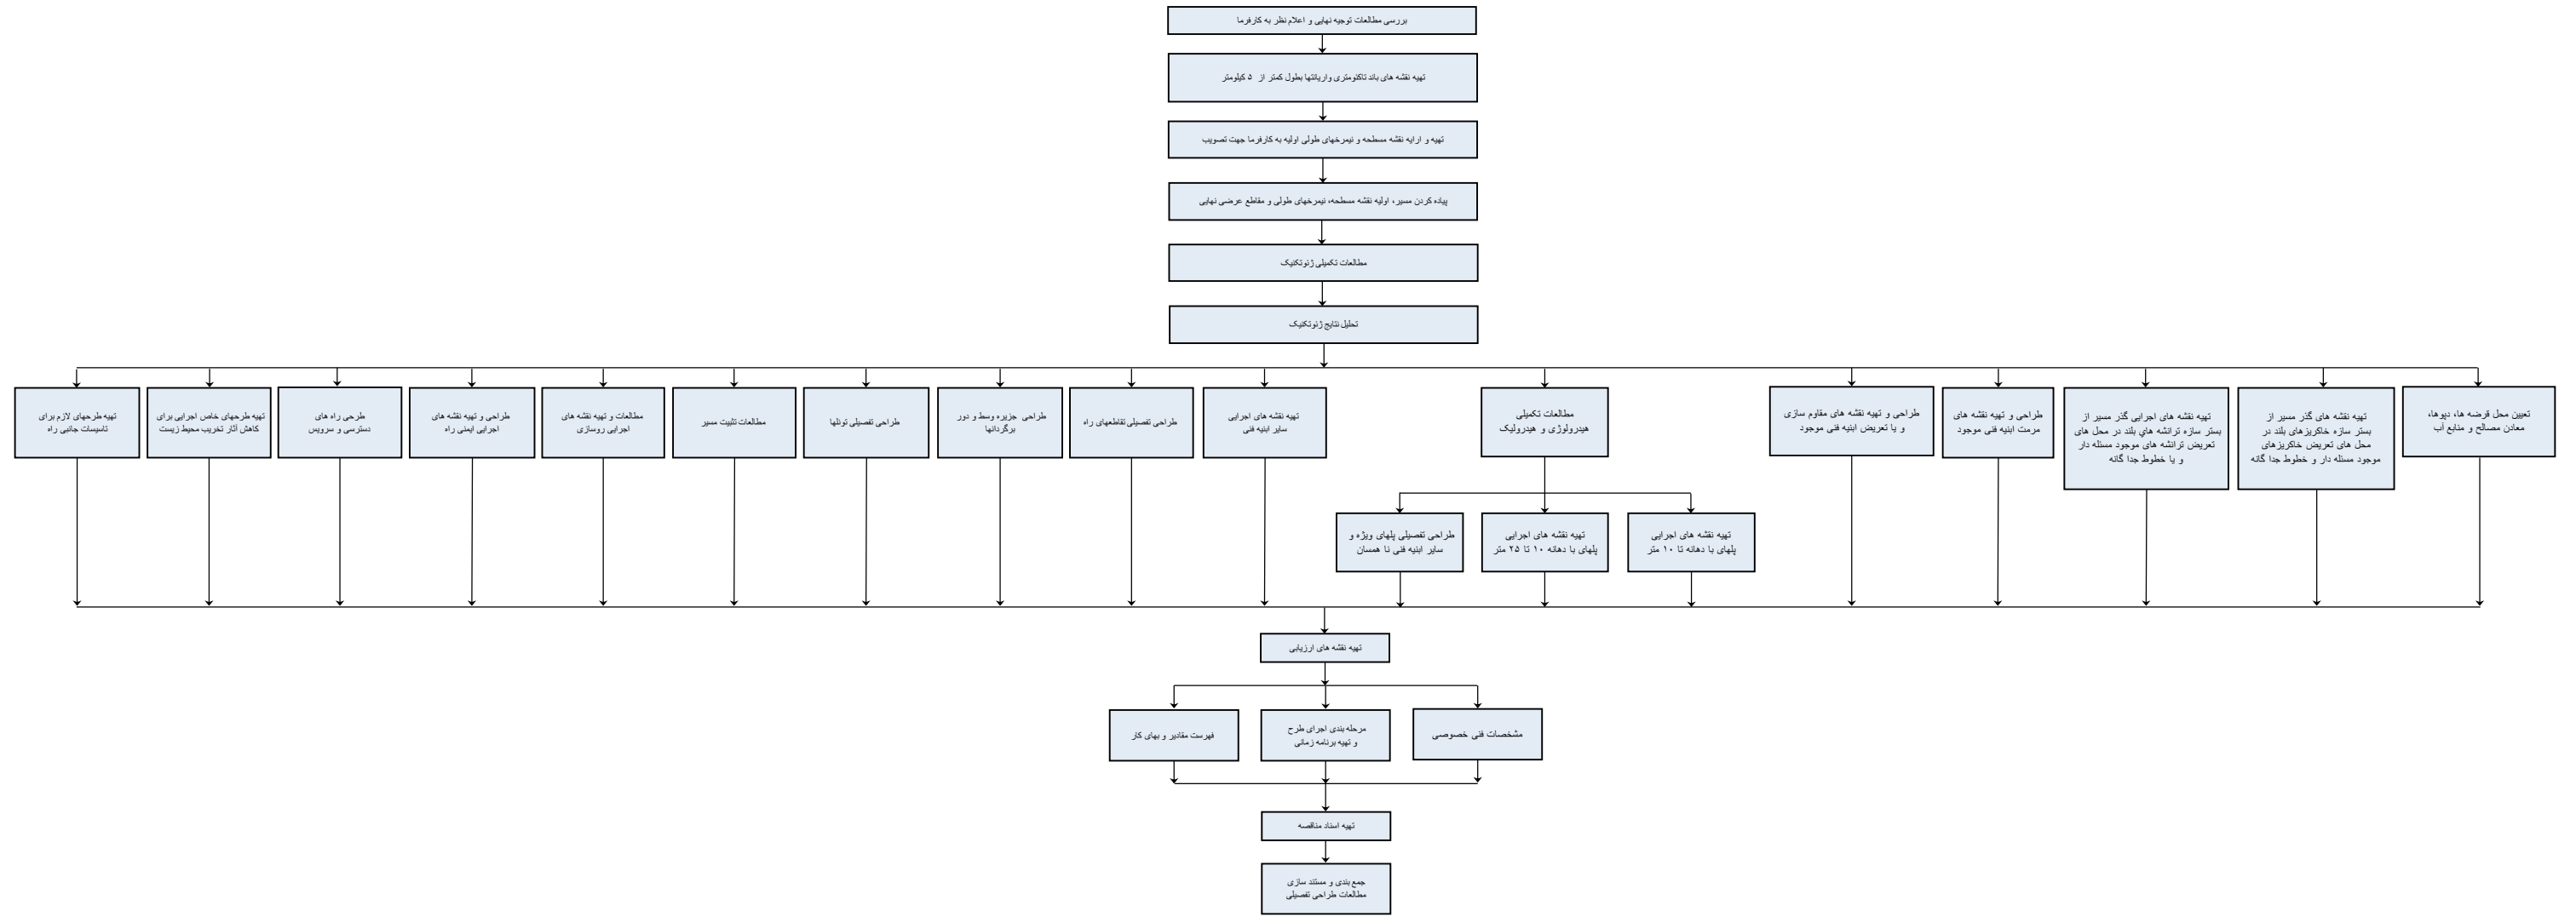 بررسی مطالعات توجیه نهایی و اعلام نظر به کارفرما
تهیه نقشه های باند تاکئومتری واریانتها بطول کمتر از ۵ کیلومتر
تهیه و ارایه نقشه مسطحه و نیمرخهای طولی اولیه به کارفرما جهت تصویب
پیاده کردن مسیر، اولیه نقشه مسطحه، نیمرخهای طولی و مقاطع عرضی نهایی
مطالعات تکمیلی ژئوتکنیک
تحلیل نتایج ژئوتکنیک
تعیین محل قرضه ها، دپوها،
معادن مصالح و منابع آب
تهیه نقشه های گذر مسیر از
بستر سازه خاکریزهای بلند در
محل های تعریض خاکریزهای
موجود مسئله دار و خطوط جدا گانه
تهیه نقشه های اجرایی گذر مسیر از
بستر سازه ترانشه های بلند در محل های
تعریض ترانشه های موجود مسئله دار
و یا خطوط جدا گانه
طراحی و تهیه نقشه های
مرمت ابنیه فنی موجود
طراحی و تهیه نقشه های مقاوم سازی
و یا تعریض ابنیه فنی موجود
مطالعات تکمیلی
هیدرولوژی و هیدرولیک
تهیه نقشه های اجرایی
سایر ابنیه فنی
طراحی تفصیلی تقاطعهای راه
طراحی جزیره وسط و دور
برگردانها
طراحی تفصیلی تونلها
مطالعات تثبیت مسیر
مطالعات و تهیه نقشه های
اجرایی روسازی
طراحی و تهیه نقشه های
اجرایی ایمنی راه
طرحی راه های
دسترسی و سرویس
تهیه طرحهای خاص اجرایی برای
کاهش آثار تخریب محیط زیست
تهیه طرحهای لازم برای
تاسیسات جانبی راه
تهیه نقشه های اجرایی
پلهای با دهانه تا ۱۰ متر
تهیه نقشه های اجرایی
پلهای با دهانه ۱۰ تا ۲۵ متر
طراحی تفصیلی پلهای ویژه و
سایر ابنیه فنی نا همسان
تهیه نقشه های ارزیابی
مشخصات فنی خصوصی
مرحله بندی اجرای طرح
و تهیه برنامه زمانی
فهرست مقادیر و بهای کار
تهیه اسناد مناقصه
جمع بندی و مستند سازی
مطالعات طراحی تفصیلی